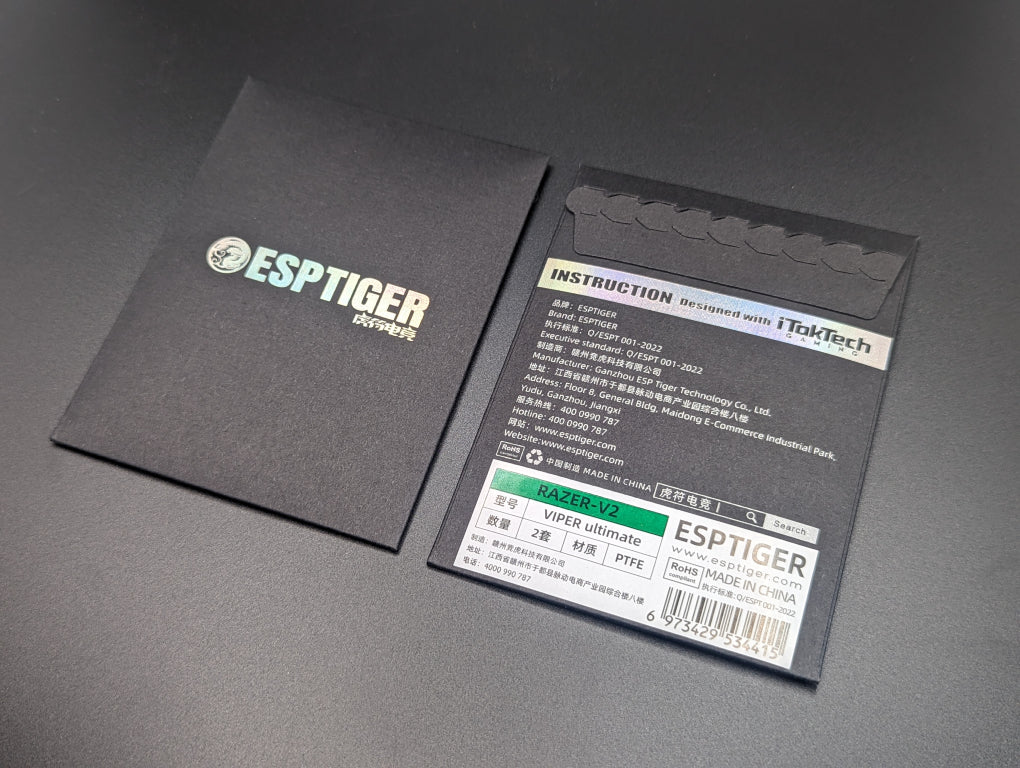 ESPTIGER
虎符电竞
INSTRUCTION Designed with iTakTech
GAMING
品牌：ESPTIGER
Brand: ESPTIGER
执行标准：Q/ESPT 001-2022
Executive standard: Q/ESPT 001-2022
制造商：赣州竞虎科技有限公司
Manufacturer: Ganzhou ESP Tiger Technology Co., Ltd.
地址：江西省赣州市于都县脉动电商产业园综合楼八楼
Address: Floor 8, General Bldg. Maidong E-Commerce Industrial Park,
Yudu, Ganzhou, Jiangxi
服务热线：400 0990 787
Hotline: 400 0990 787
网站：www.esptiger.com
Website:www.esptiger.com
RoHS
compliant
中国制造 MADE IN CHINA
虎符电竞
Search
RAZER-V2
型号 VIPER ultimate
数量 2套 材质 PTFE
制造：赣州竞虎科技有限公司
地址：江西省赣州市于都县脉动电商产业园综合楼八楼
电话：4000 990 787
ESPTIGER
www.esptiger.com
RoHS
compliant
MADE IN CHINA
执行标准: Q/ESPT 001-2022
6 973429 534415